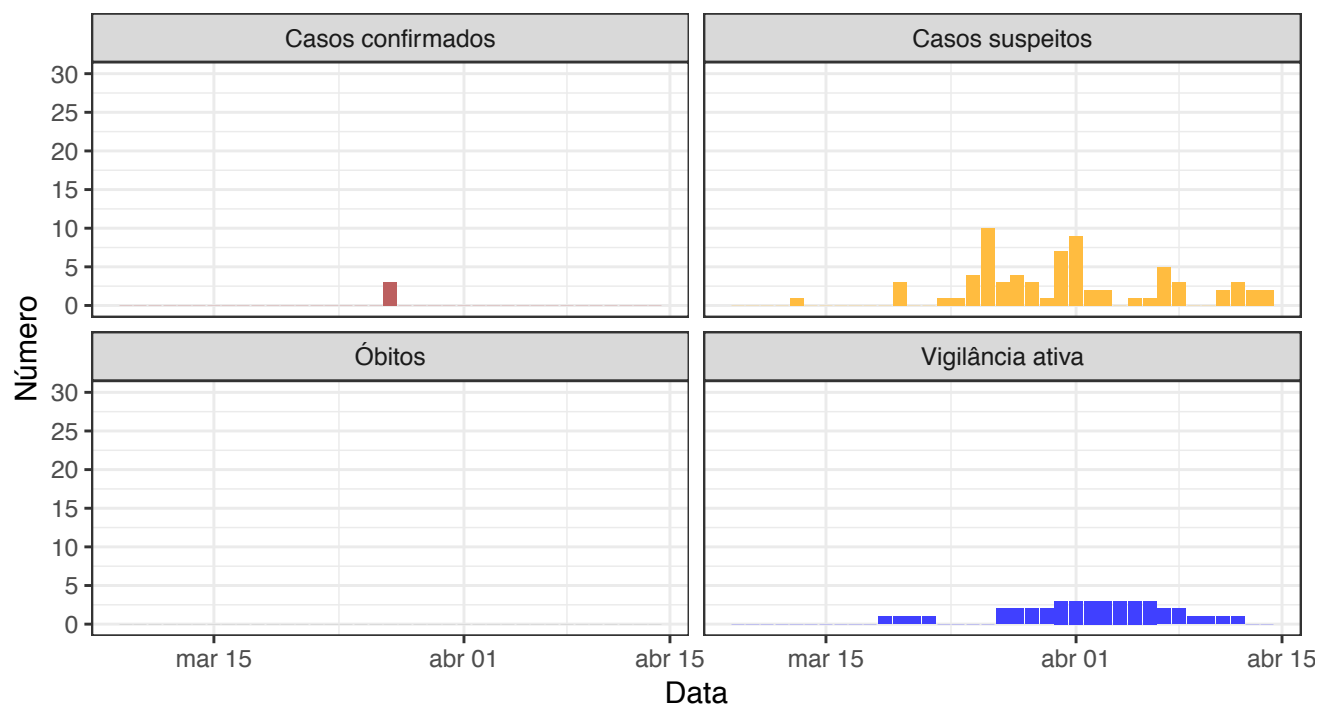 Casos confirmados
Casos suspeitos
30
25
20
15
10
5
0
Óbitos
Vigilância ativa
30
25
20
15
10
5
0
Número
mar 15
abr 01
abr 15
mar 15
abr 01
abr 15
Data